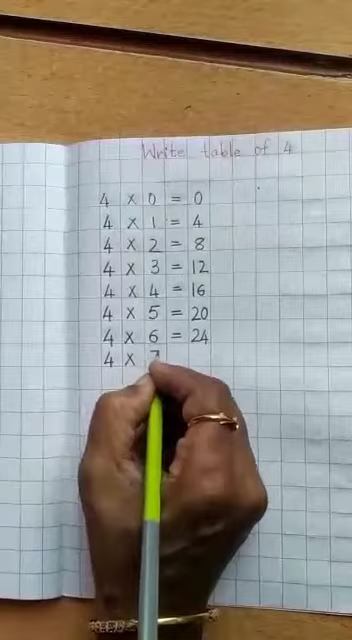 Write table of 4
4 × 0 = 0
4 × 1 = 4
4 × 2 = 8
4 × 3 = 12
4 × 4 = 16
4 × 5 = 20
4 × 6 = 24
4 × 7